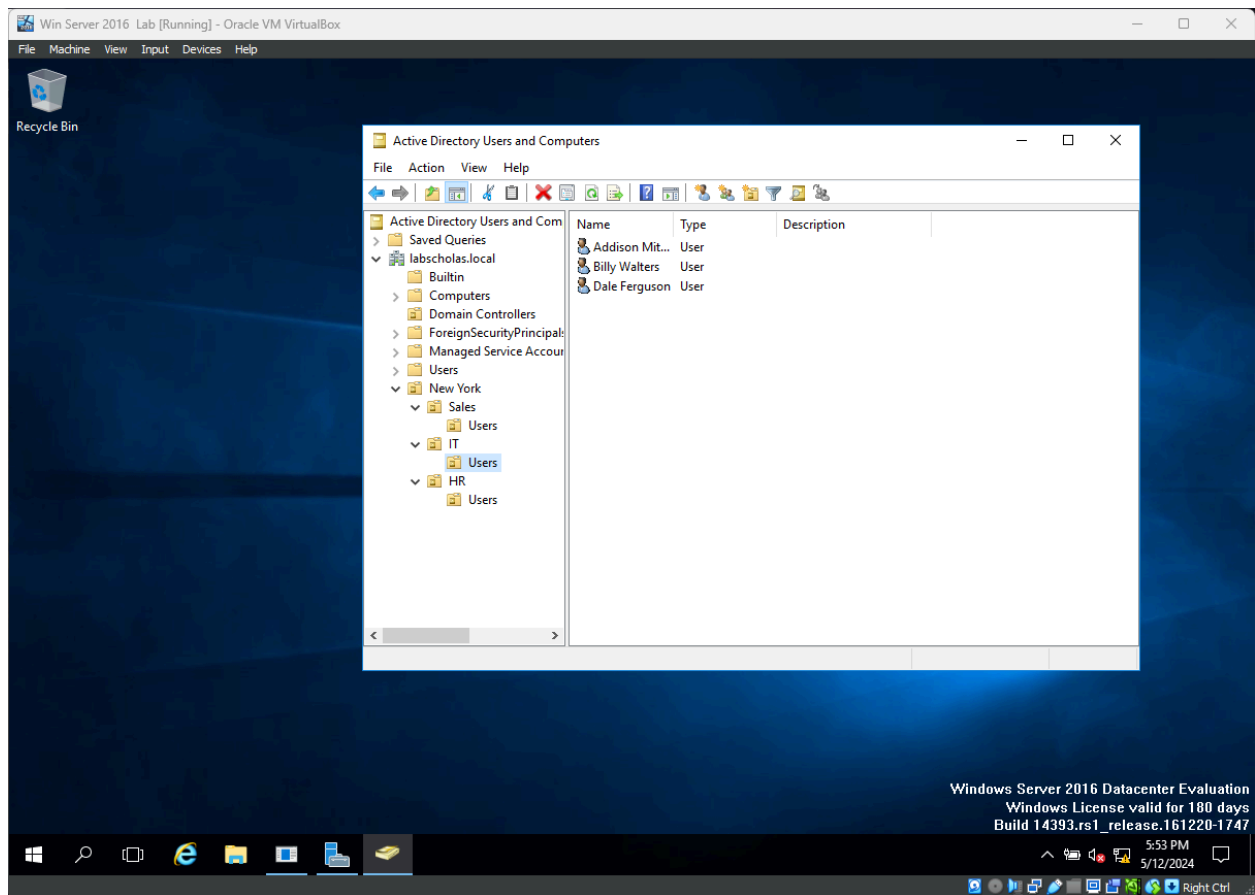 Win Server 2016 Lab [Running] - Oracle VM VirtualBox
File Machine View Input Devices Help
Recycle Bin
Active Directory Users and Computers
File Action View Help
Active Directory Users and Com
Saved Queries
labscholas.local
Builtin
Computers
Domain Controllers
ForeignSecurityPrincipals
Managed Service Accour
Users
New York
Sales
Users
IT
Users
HR
Users
Name Type Description
Addison Mit... User
Billy Walters User
Dale Ferguson User
Windows Server 2016 Datacenter Evaluation
Windows License valid for 180 days
Build 14393.rs1_release.161220-1747
5:53 PM
5/12/2024
Right Ctrl